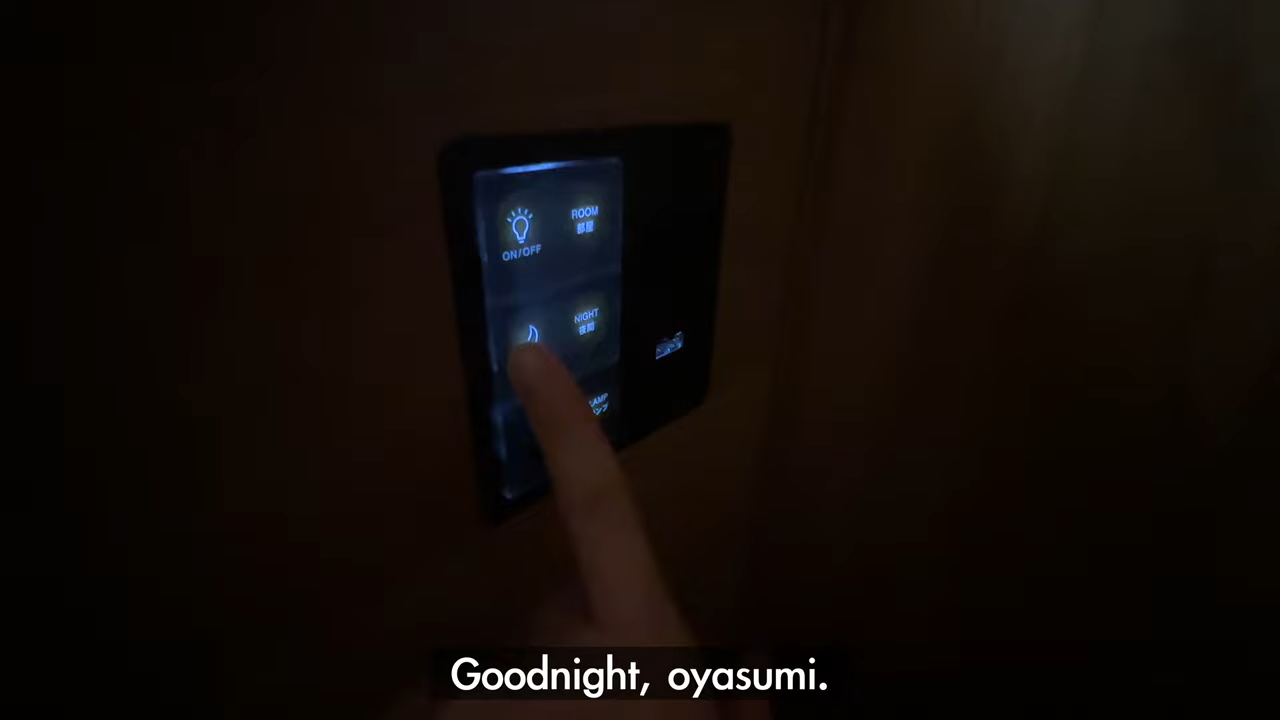 ROOM
部屋
ON/OFF
NIGHT
夜間
Goodnight, oyasumi.